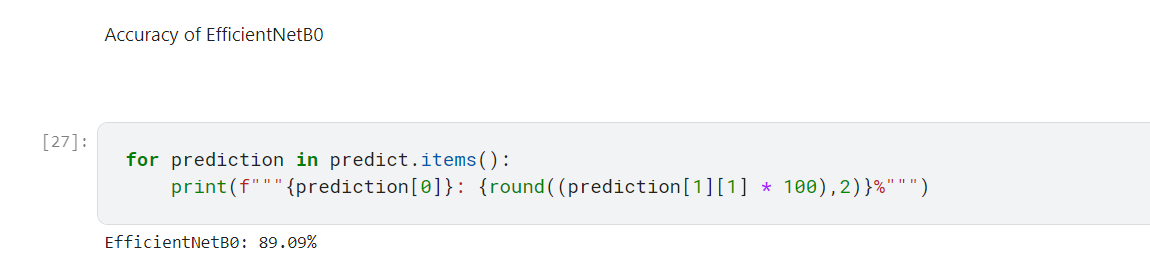 Accuracy of EfficientNetB0
[27]:
for prediction in predict.items():
    print(f"""{prediction[0]}: {round((prediction[1][1] * 100),2)}%""")
EfficientNetB0: 89.09%